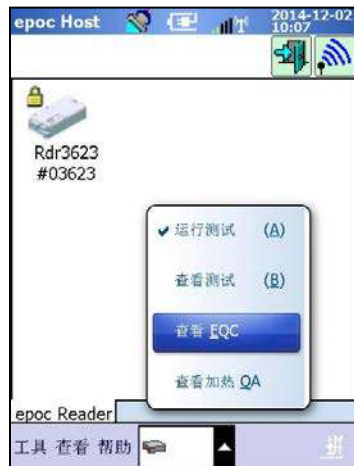 epoc Host
2014-12-02
10:07
Rdr3623
#03623
运行测试 (A)
查看测试 (B)
查看 EQC
查看加热 QA
epoc Reader
工具 查看 帮助
拼